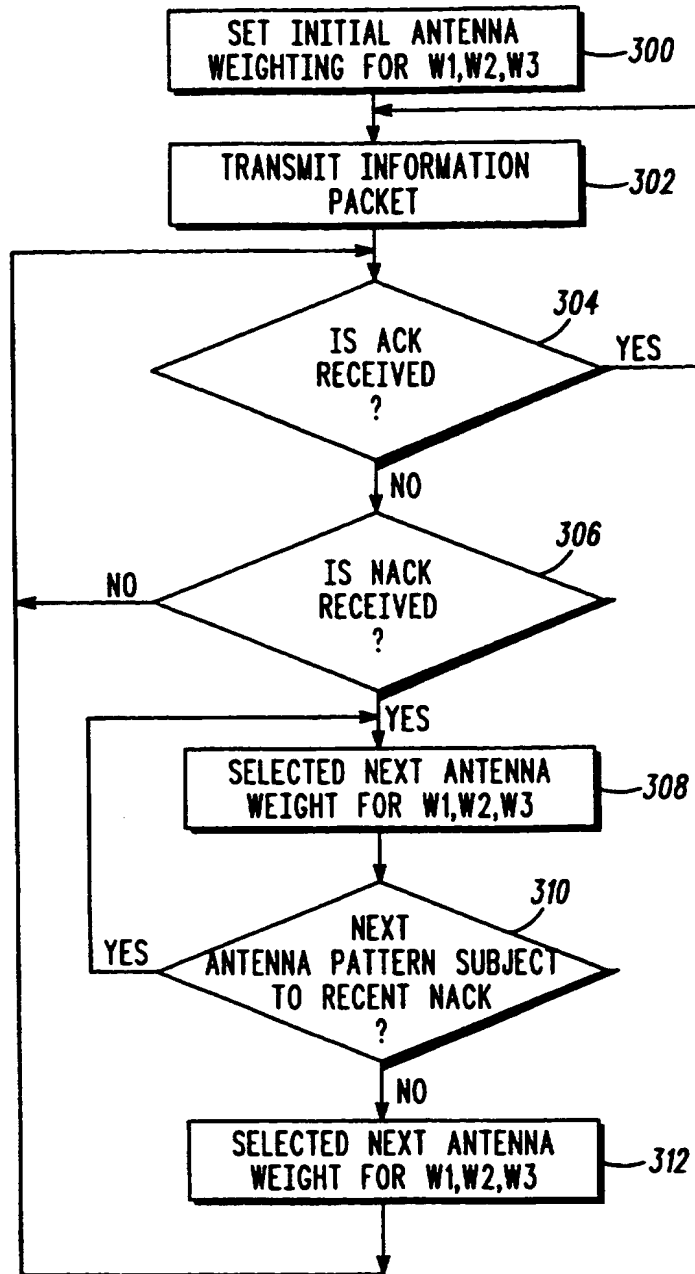 SET INITIAL ANTENNA
WEIGHTING FOR W1,W2,W3
300
TRANSMIT INFORMATION
PACKET
302
304
IS ACK
RECEIVED
?
YES
NO
306
IS NACK
RECEIVED
?
NO
YES
SELECTED NEXT ANTENNA
WEIGHT FOR W1,W2,W3
308
310
NEXT
ANTENNA PATTERN SUBJECT
TO RECENT NACK
?
YES
NO
SELECTED NEXT ANTENNA
WEIGHT FOR W1,W2,W3
312